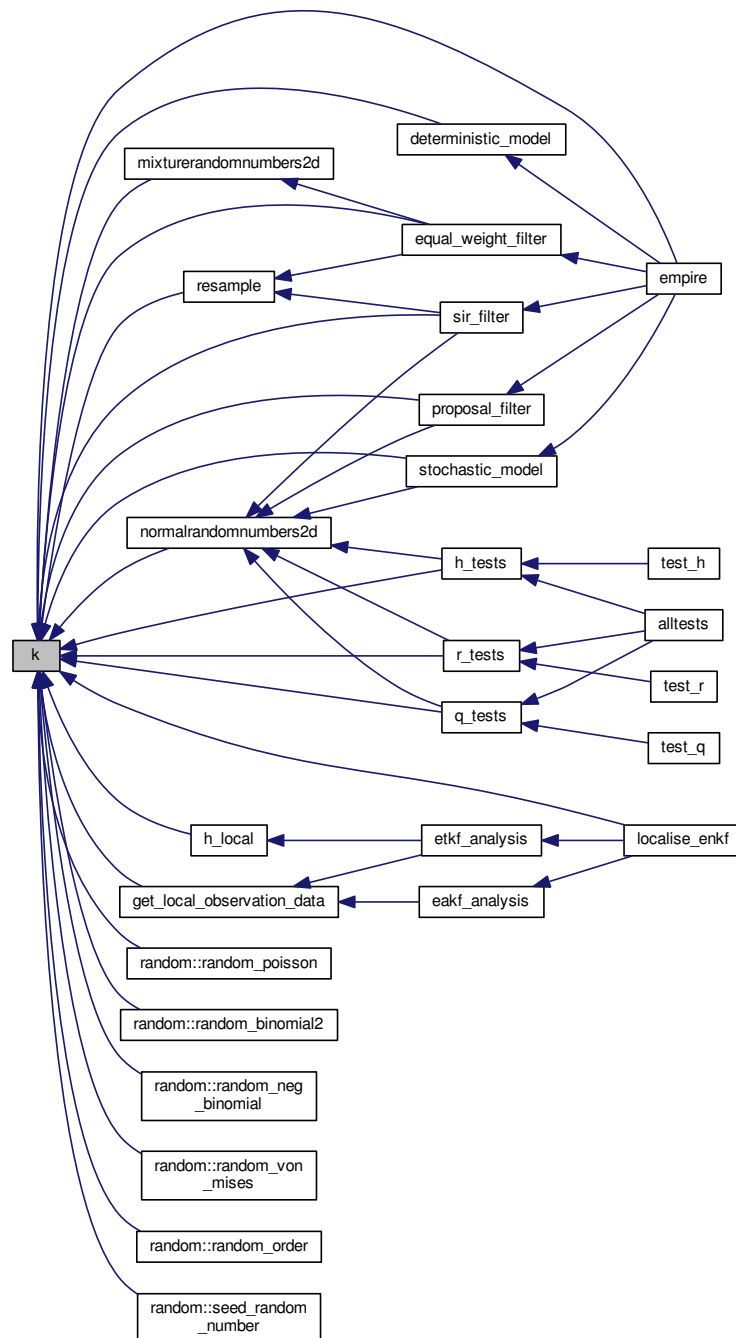 deterministic_model
mixturerandomnumbers2d
equal_weight_filter
empire
resample
sir_filter
proposal_filter
stochastic_model
normalrandomnumbers2d
h_tests
test_h
alltests
k
r_tests
test_r
q_tests
test_q
h_local
etkf_analysis
localise_enkf
get_local_observation_data
eakf_analysis
random::random_poisson
random::random_binomial2
random::random_neg
_binomial
random::random_von
_mises
random::random_order
random::seed_random
_number